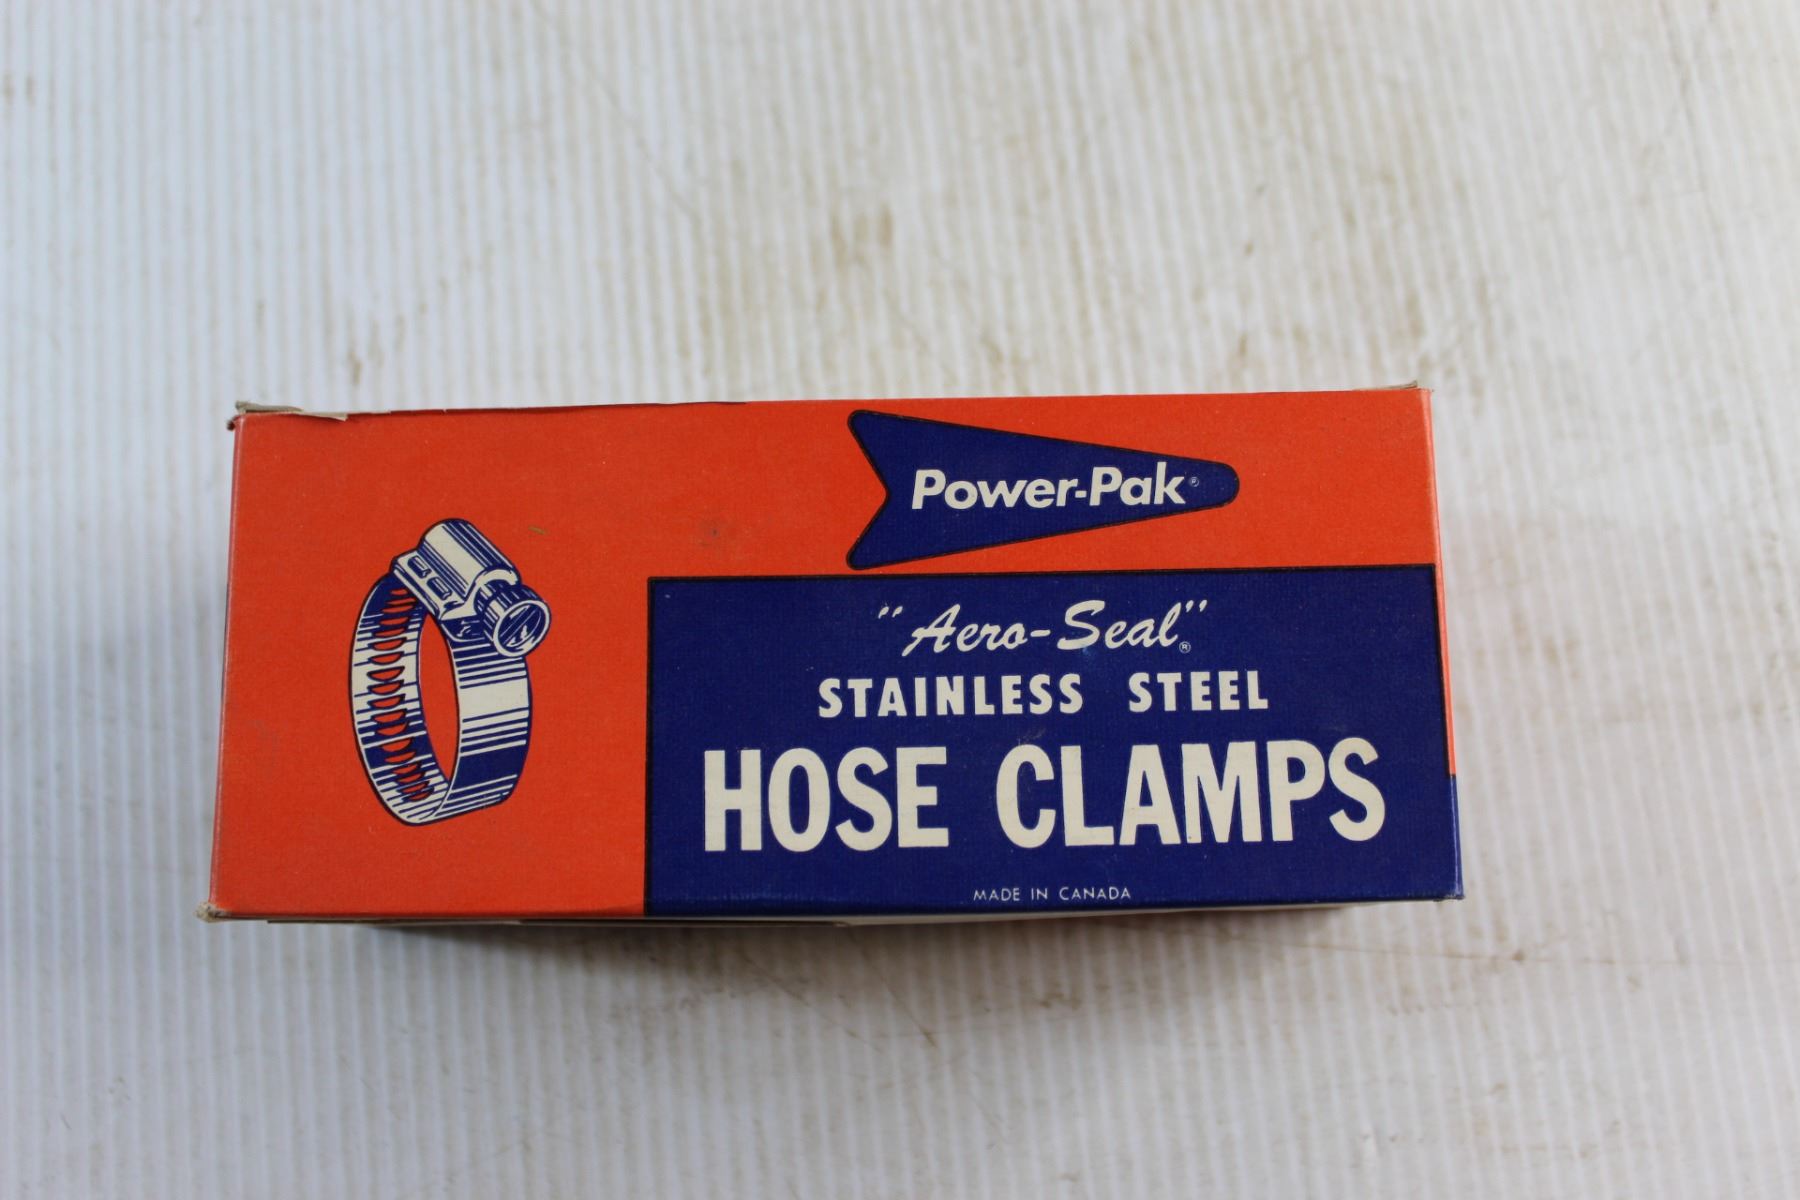 Power-Pak®
"Aero-Seal"®
STAINLESS STEEL
HOSE CLAMPS
MADE IN CANADA